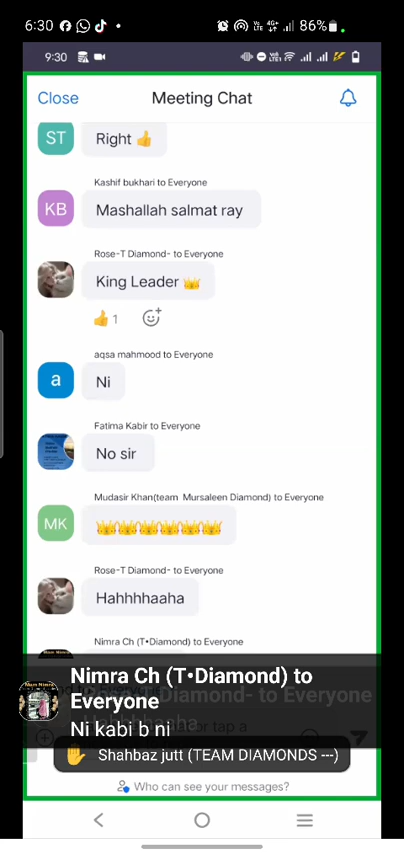 6:30
86%
9:30
Close
Meeting Chat
ST
Right 👍
Kashif bukhari to Everyone
KB
Mashallah salmat ray
Rose-T Diamond- to Everyone
King Leader 👑
👍 1
aqsa mahmood to Everyone
a
Ni
Fatima Kabir to Everyone
No sir
Mudasir Khan(team Mursaleen Diamond) to Everyone
MK
👑👑👑👑👑👑
Rose-T Diamond- to Everyone
Hahhhhaaha
Nimra Ch (T•Diamond) to Everyone
Nimra Ch (T•Diamond) to
Everyone
Ni kabi b ni
✋ Shahbaz jutt (TEAM DIAMONDS ---)
Who can see your messages?